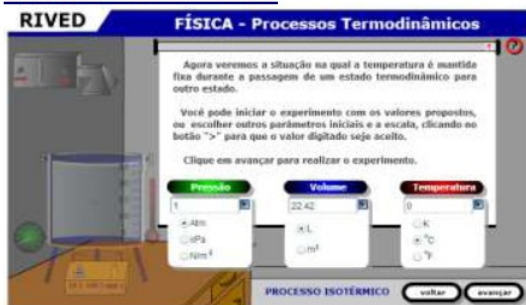 RIVED
FÍSICA - Processos Termodinâmicos
Agora veremos a situação na qual a temperatura é mantida
fixa durante a passagem de um estado termodinâmico para
outro estado.
Você pode iniciar o experimento com os valores propostos,
ou escolher outros parâmetros iniciais e a escala, clicando no
botão ">" para que o valor digitado seje aceito.
Clique em avançar para realizar o experimento.
Pressão Volume Temperatura
1 22.42 0
Atm L K
m³ °C
°F
PROCESSO ISOTÉRMICO voltar avançar